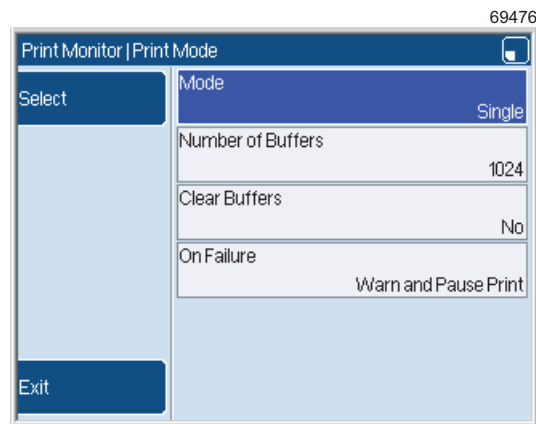 69476
Print Monitor | Print Mode
Select
Mode
Single
Number of Buffers
1024
Clear Buffers
No
On Failure
Warn and Pause Print
Exit